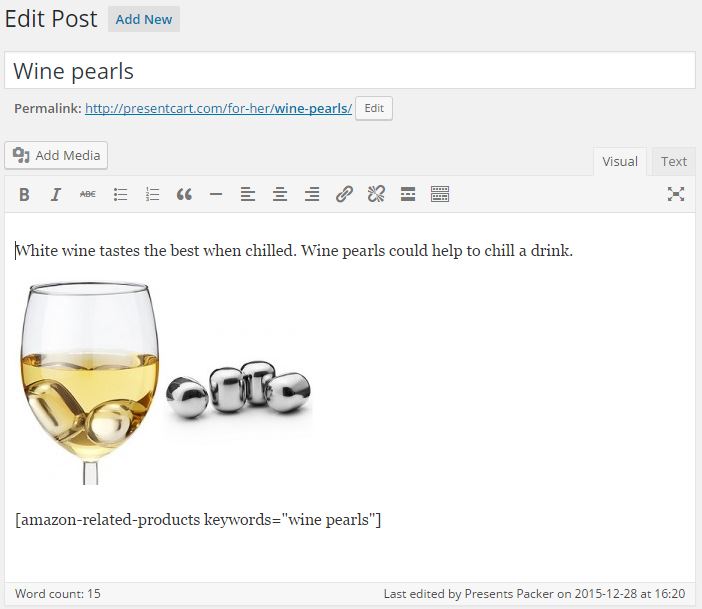 Edit Post Add New
Wine pearls
Permalink: http://presentcart.com/for-her/wine-pearls/ Edit
Add Media
Visual Text
B I ABC
White wine tastes the best when chilled. Wine pearls could help to chill a drink.
[amazon-related-products keywords="wine pearls"]
Word count: 15 Last edited by Presents Packer on 2015-12-28 at 16:20